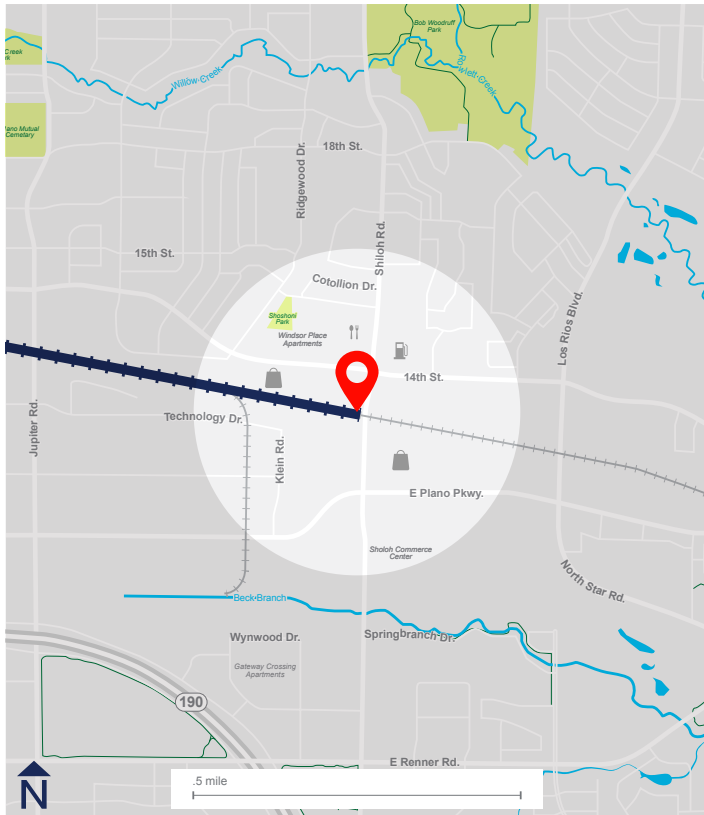 Bob Woodruff
Park
Creek
Willow Creek
Rowlett Creek
Mutual
Cemetery
18th St.
Ridgewood Dr.
Shiloh Rd.
15th St.
Cotollion Dr.
Shoshoni
Park
Windsor Place
Apartments
Los Rios Blvd.
14th St.
Jupiter Rd.
Technology Dr.
Klein Rd.
E Plano Pkwy.
Sholoh Commerce
Center
North Star Rd.
Beck Branch
Wynwood Dr.
Springbranch Dr.
Gateway Crossing
Apartments
190
E Renner Rd.
.5 mile
N